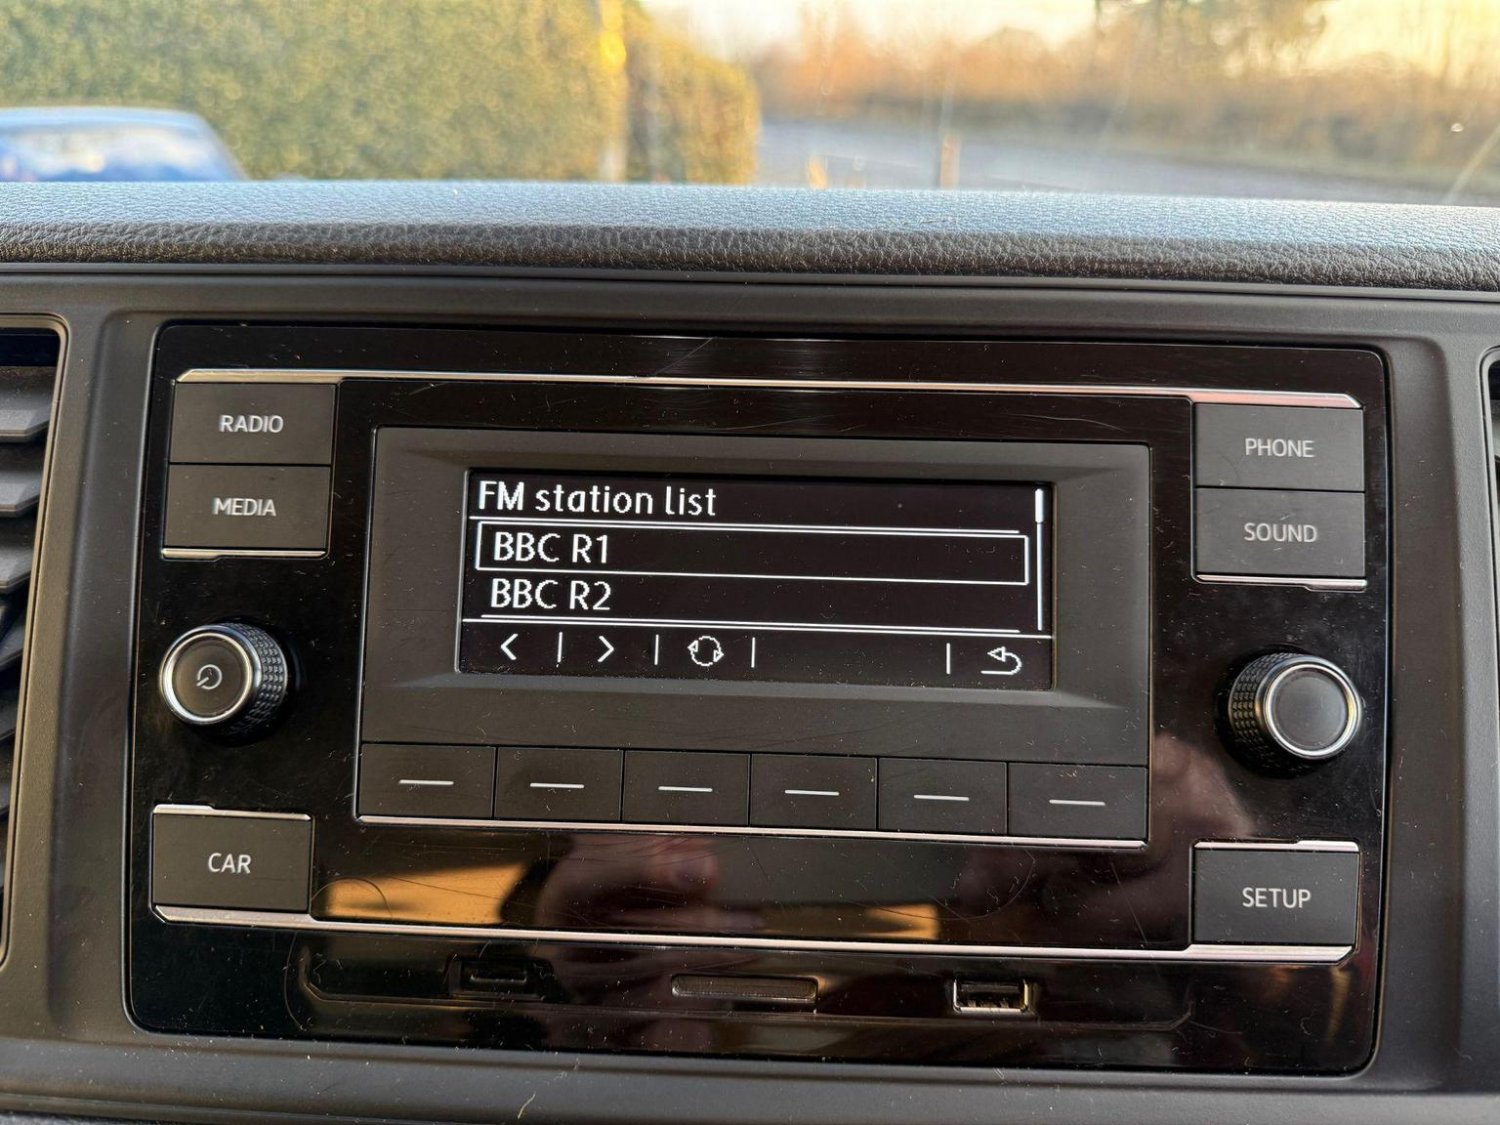 RADIO
MEDIA
PHONE
SOUND
FM station list
BBC R1
BBC R2
CAR
SETUP